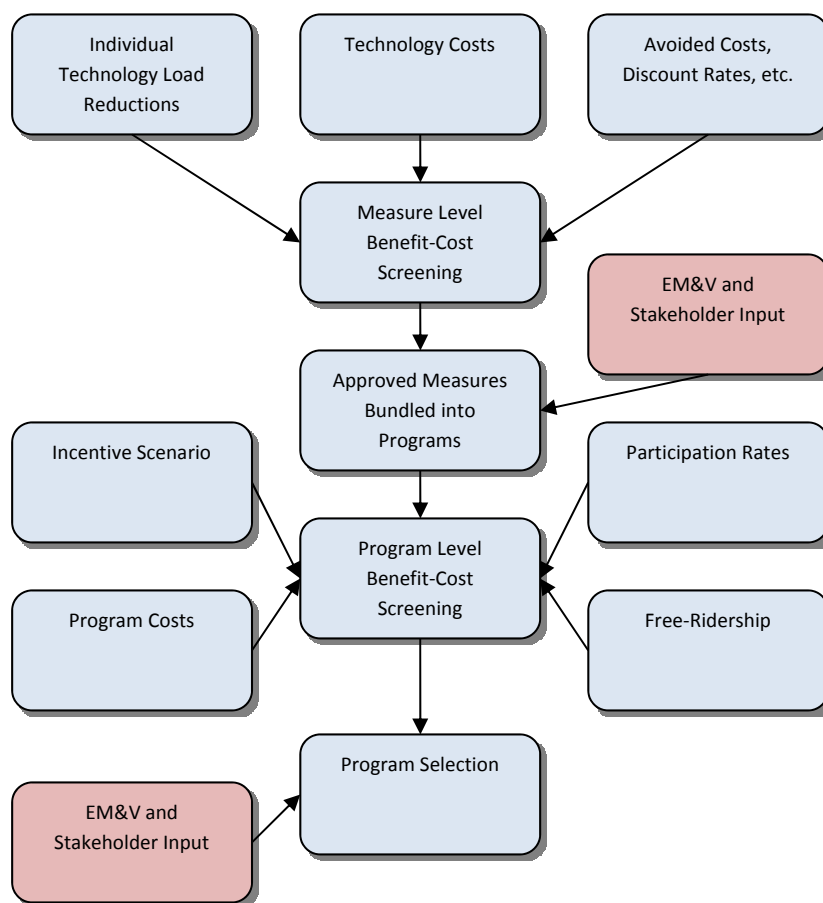 Individual
Technology Load
Reductions
Technology Costs
Avoided Costs,
Discount Rates, etc.
Measure Level
Benefit-Cost
Screening
EM&V and
Stakeholder Input
Approved Measures
Bundled into
Programs
Incentive Scenario
Participation Rates
Program Level
Benefit-Cost
Screening
Program Costs
Free-Ridership
Program Selection
EM&V and
Stakeholder Input